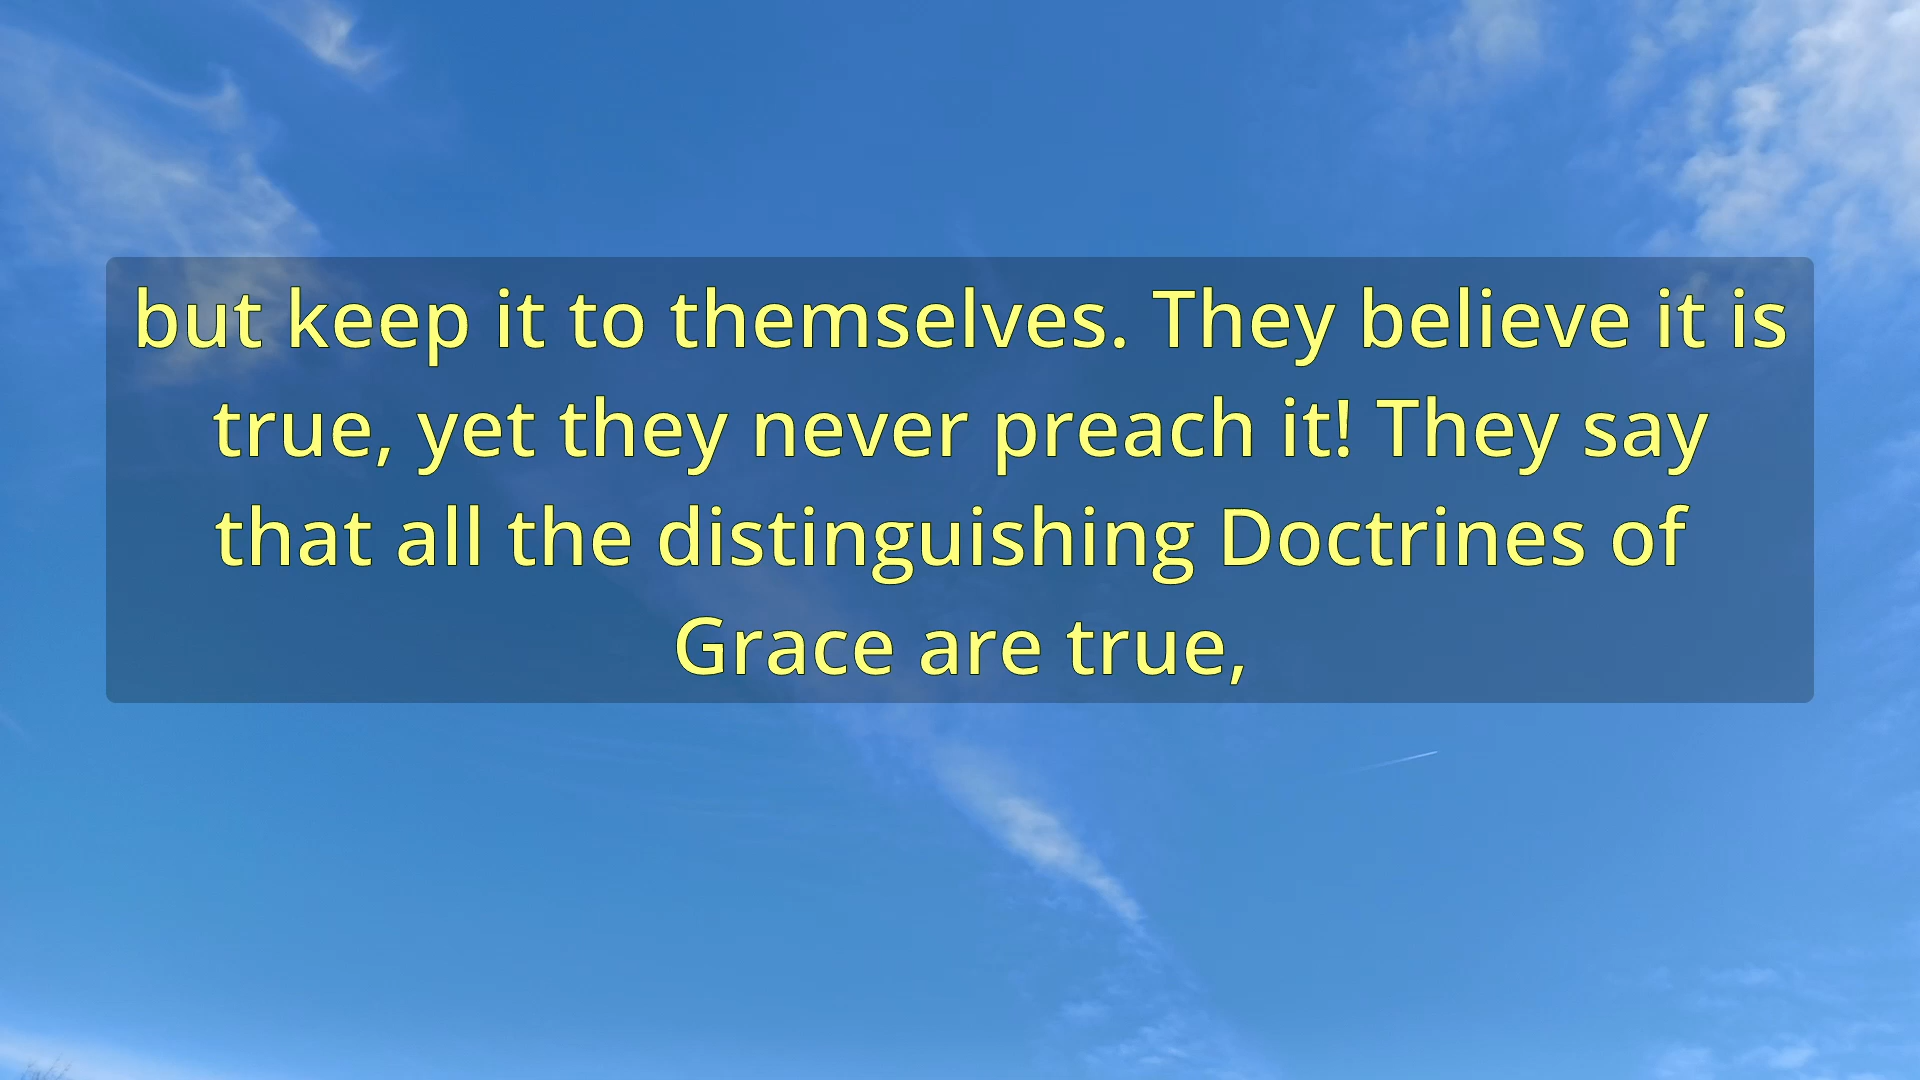 but keep it to themselves. They believe it is
true, yet they never preach it! They say
that all the distinguishing Doctrines of
Grace are true,